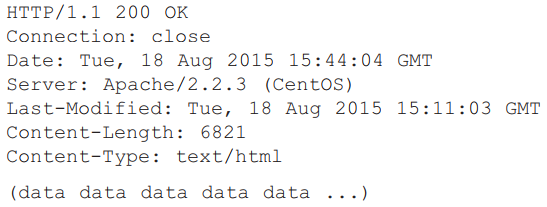 HTTP/1.1 200 OK
Connection: close
Date: Tue, 18 Aug 2015 15:44:04 GMT
Server: Apache/2.2.3 (CentOS)
Last-Modified: Tue, 18 Aug 2015 15:11:03 GMT
Content-Length: 6821
Content-Type: text/html
(data data data data data ...)